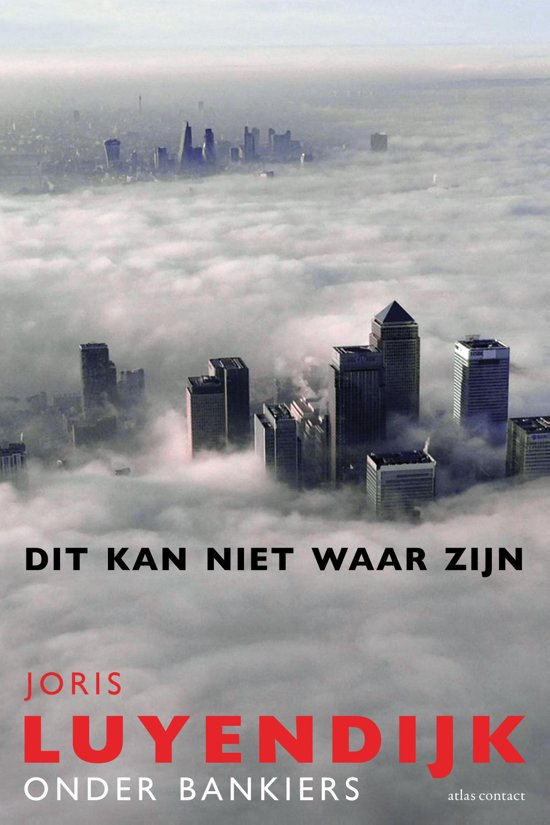 DIT KAN NIET WAAR ZIJN
JORIS
LUYENDIJK
ONDER BANKIERS
atlas contact